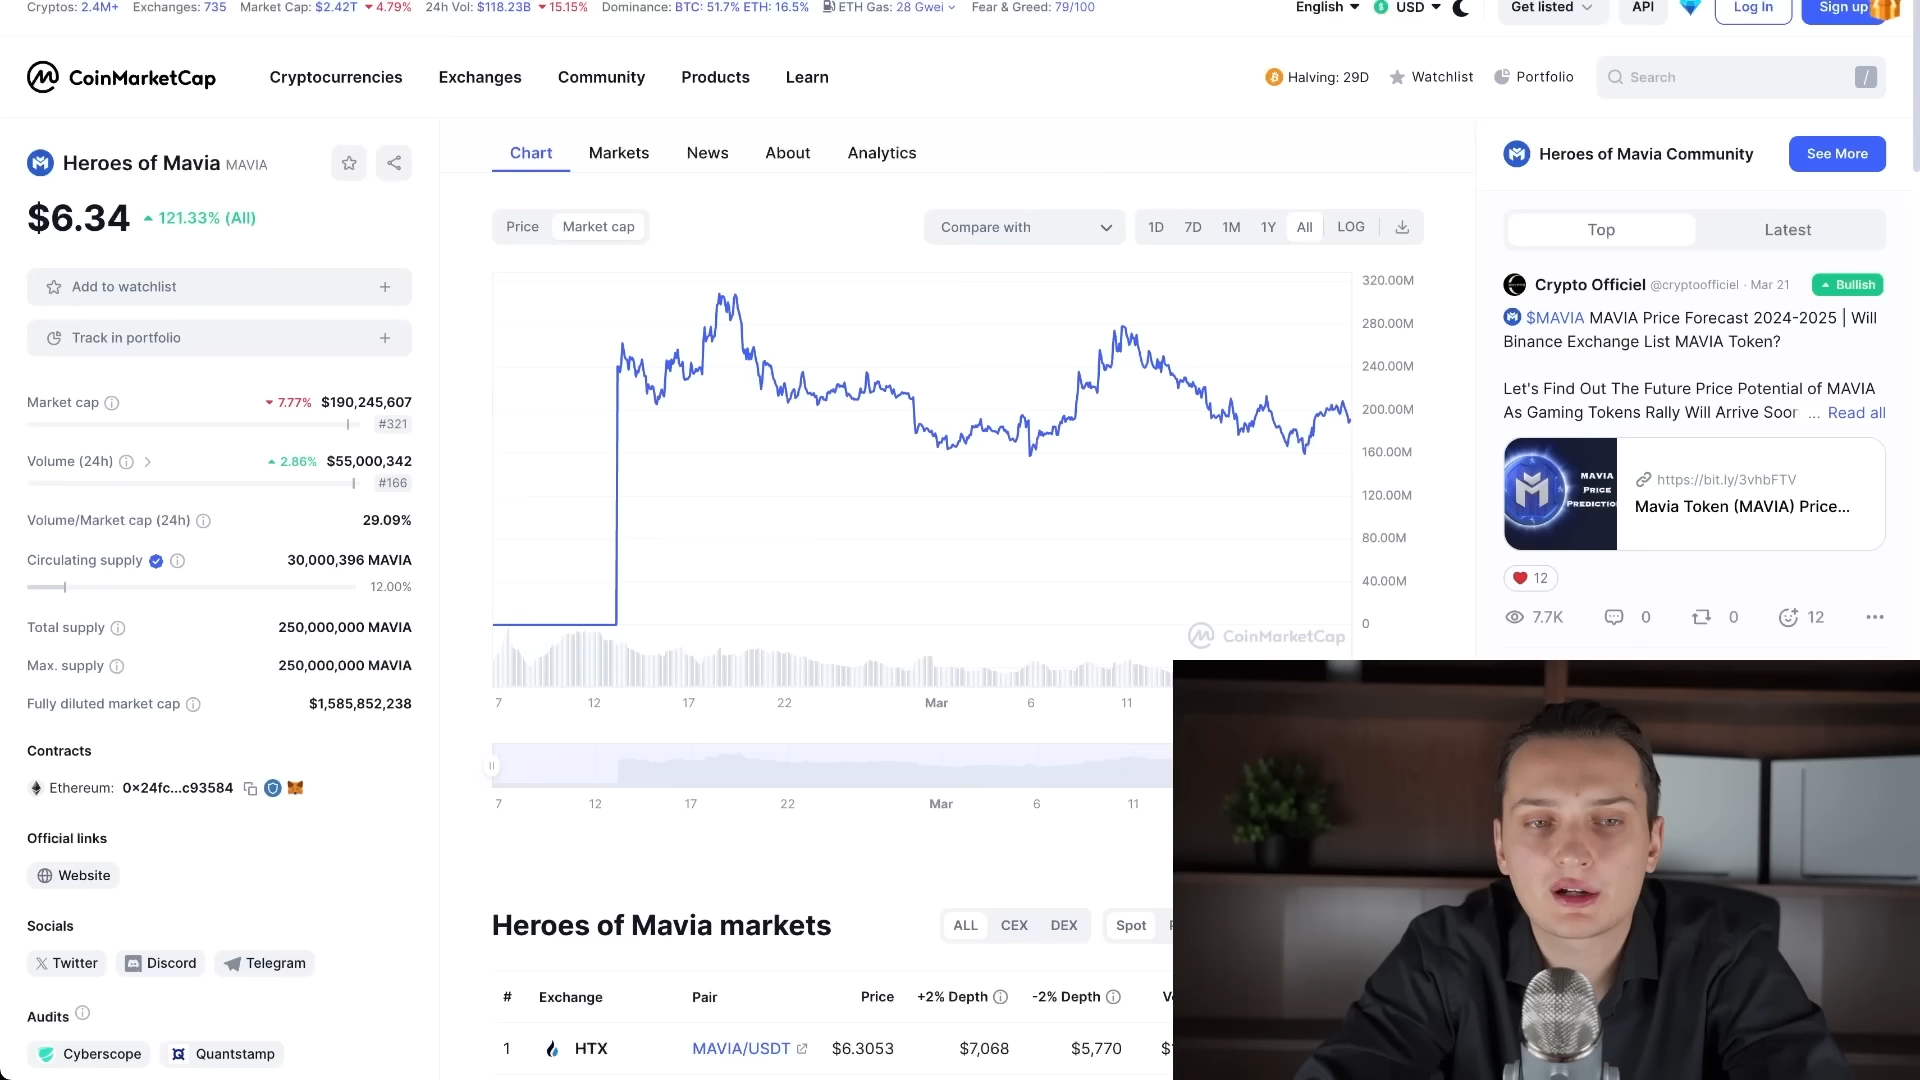 Cryptos: 2.4M+ Exchanges: 735 Market Cap: $2.42T 4.79% 24h Vol: $118.23B 15.15% Dominance: BTC: 51.7% ETH: 16.5% ETH Gas: 28 Gwei Fear & Greed: 79/100
English USD Get listed API Log In Sign up
CoinMarketCap Cryptocurrencies Exchanges Community Products Learn
Halving: 29D Watchlist Portfolio Search /
Heroes of Mavia MAVIA
$6.34 121.33% (All)
Add to watchlist +
Track in portfolio +
Market cap 7.77% $190,245,607
#321
Volume (24h) 2.86% $55,000,342
#166
Volume/Market cap (24h) 29.09%
Circulating supply 30,000,396 MAVIA
12.00%
Total supply 250,000,000 MAVIA
Max. supply 250,000,000 MAVIA
Fully diluted market cap $1,585,852,238
Contracts
Ethereum: 0x24fc...c93584
Official links
Website
Socials
Twitter Discord Telegram
Audits
Cyberscope Quantstamp
Chart Markets News About Analytics
Price Market cap
Compare with 1D 7D 1M 1Y All LOG
320.00M
280.00M
240.00M
200.00M
160.00M
120.00M
80.00M
40.00M
0
CoinMarketCap
7 12 17 22 Mar 6 11
7 12 17 22 Mar 6 11
Heroes of Mavia markets
ALL CEX DEX Spot
# Exchange Pair Price +2% Depth -2% Depth
1 HTX MAVIA/USDT $6.3053 $7,068 $5,770
Heroes of Mavia Community See More
Top Latest
Crypto Officiel @cryptoofficiel · Mar 21 Bullish
$MAVIA MAVIA Price Forecast 2024-2025 | Will
Binance Exchange List MAVIA Token?
Let's Find Out The Future Price Potential of MAVIA
As Gaming Tokens Rally Will Arrive Soon ... Read all
MAVIA
PRICE
PREDICTION
https://bit.ly/3vhbFTV
Mavia Token (MAVIA) Price...
12
7.7K 0 0 12